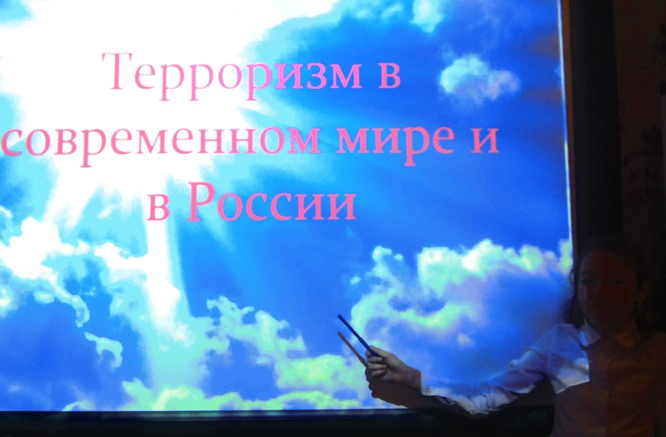 Терроризм в
современном мире и
в России